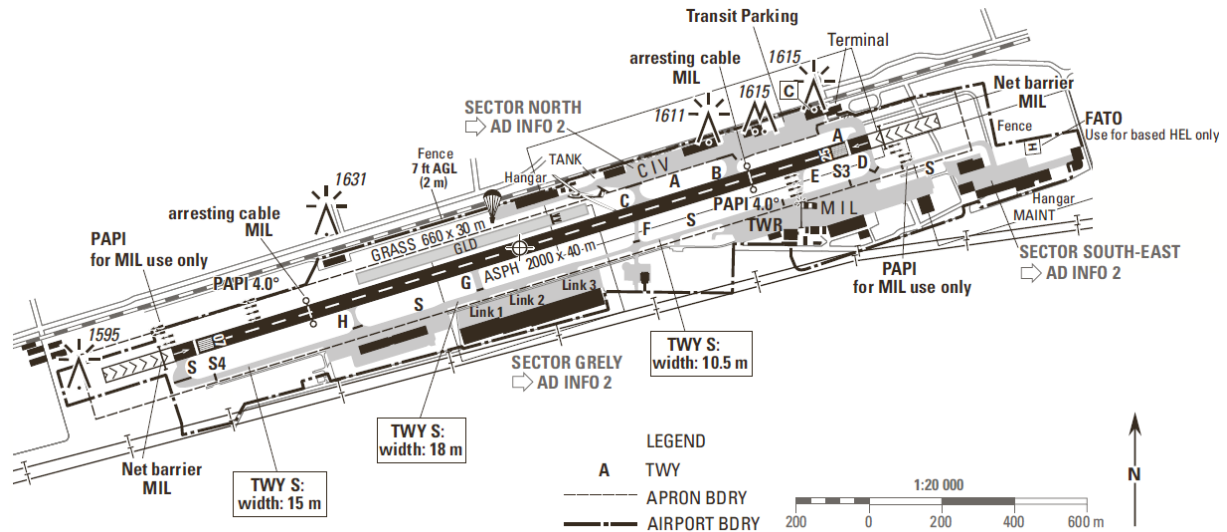 Transit Parking
1615
Terminal
arresting cable
MIL
1615
C
Net barrier
MIL
SECTOR NORTH
AD INFO 2
1611
A
FATO
Use for based HEL only
Fence
H
Fence
7 ft AGL
(2 m)
TANK
Hangar
CIV
A
B
25
D
E
S3
S
1631
arresting cable
MIL
C
PAPI 4.0°
MIL
Hangar
MAINT
GRASS 660 x 30 m
GLD
F
S
TWR
PAPI
for MIL use only
PAPI 4.0°
ASPH 2000 x 40 m
SECTOR SOUTH-EAST
AD INFO 2
PAPI
for MIL use only
G
S
Link 1
Link 2
Link 3
H
1595
07
S
S4
SECTOR GRELY
AD INFO 2
TWY S:
width: 10.5 m
TWY S:
width: 18 m
Net barrier
MIL
TWY S:
width: 15 m
LEGEND
A TWY
APRON BDRY
AIRPORT BDRY
1:20 000
200 0 200 400 600 m
N